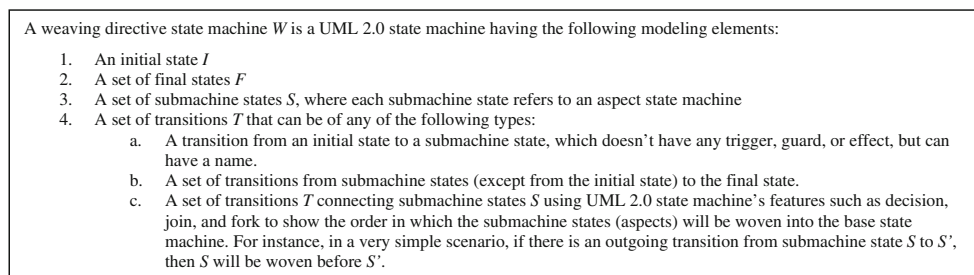 A weaving directive state machine W is a UML 2.0 state machine having the following modeling elements:
1. An initial state I
2. A set of final states F
3. A set of submachine states S, where each submachine state refers to an aspect state machine
4. A set of transitions T that can be of any of the following types:
a. A transition from an initial state to a submachine state, which doesn't have any trigger, guard, or effect, but can
have a name.
b. A set of transitions from submachine states (except from the initial state) to the final state.
c. A set of transitions T connecting submachine states S using UML 2.0 state machine's features such as decision,
join, and fork to show the order in which the submachine states (aspects) will be woven into the base state
machine. For instance, in a very simple scenario, if there is an outgoing transition from submachine state S to S',
then S will be woven before S'.